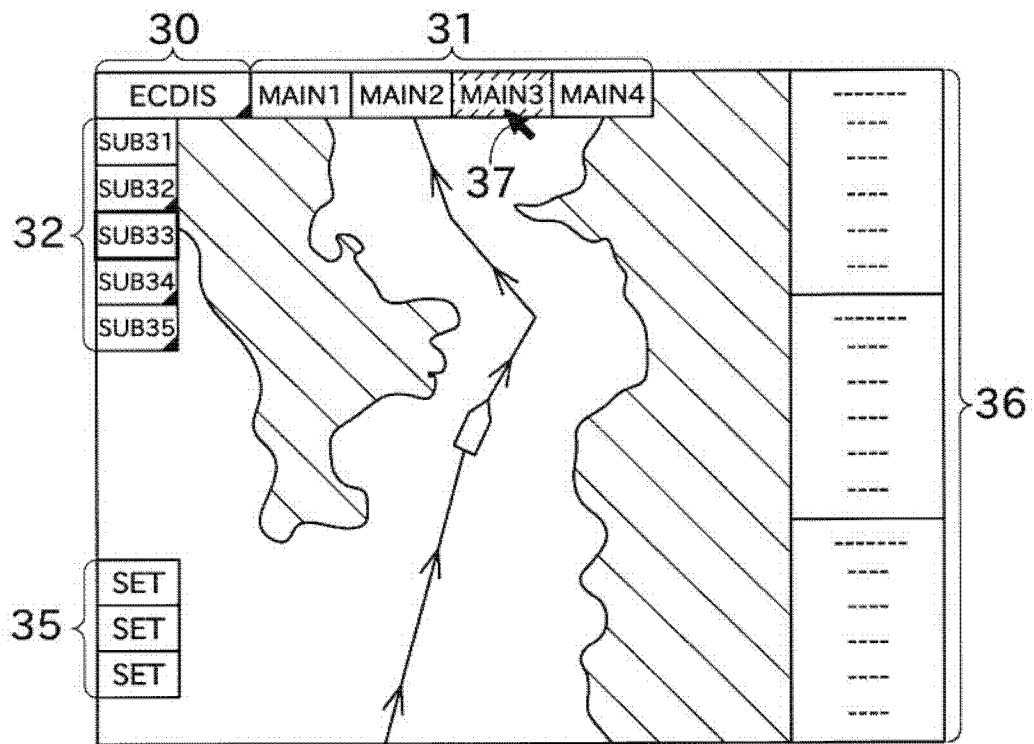 30 31
ECDIS MAIN1 MAIN2 MAIN3 MAIN4
37
32
SUB31
SUB32
SUB33
SUB34
SUB35
36
35
SET
SET
SET